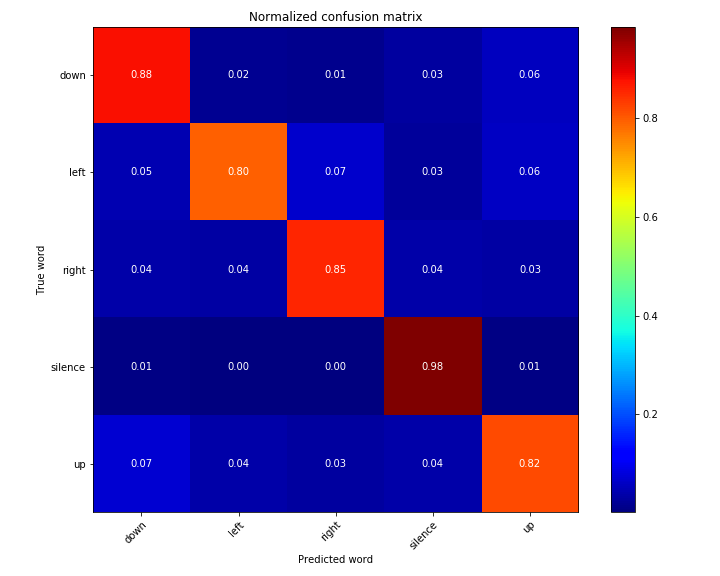 Normalized confusion matrix
down 0.88 0.02 0.01 0.03 0.06
left 0.05 0.80 0.07 0.03 0.06
right 0.04 0.04 0.85 0.04 0.03
silence 0.01 0.00 0.00 0.98 0.01
up 0.07 0.04 0.03 0.04 0.82
down left right silence up
Predicted word
True word
0.8
0.6
0.4
0.2